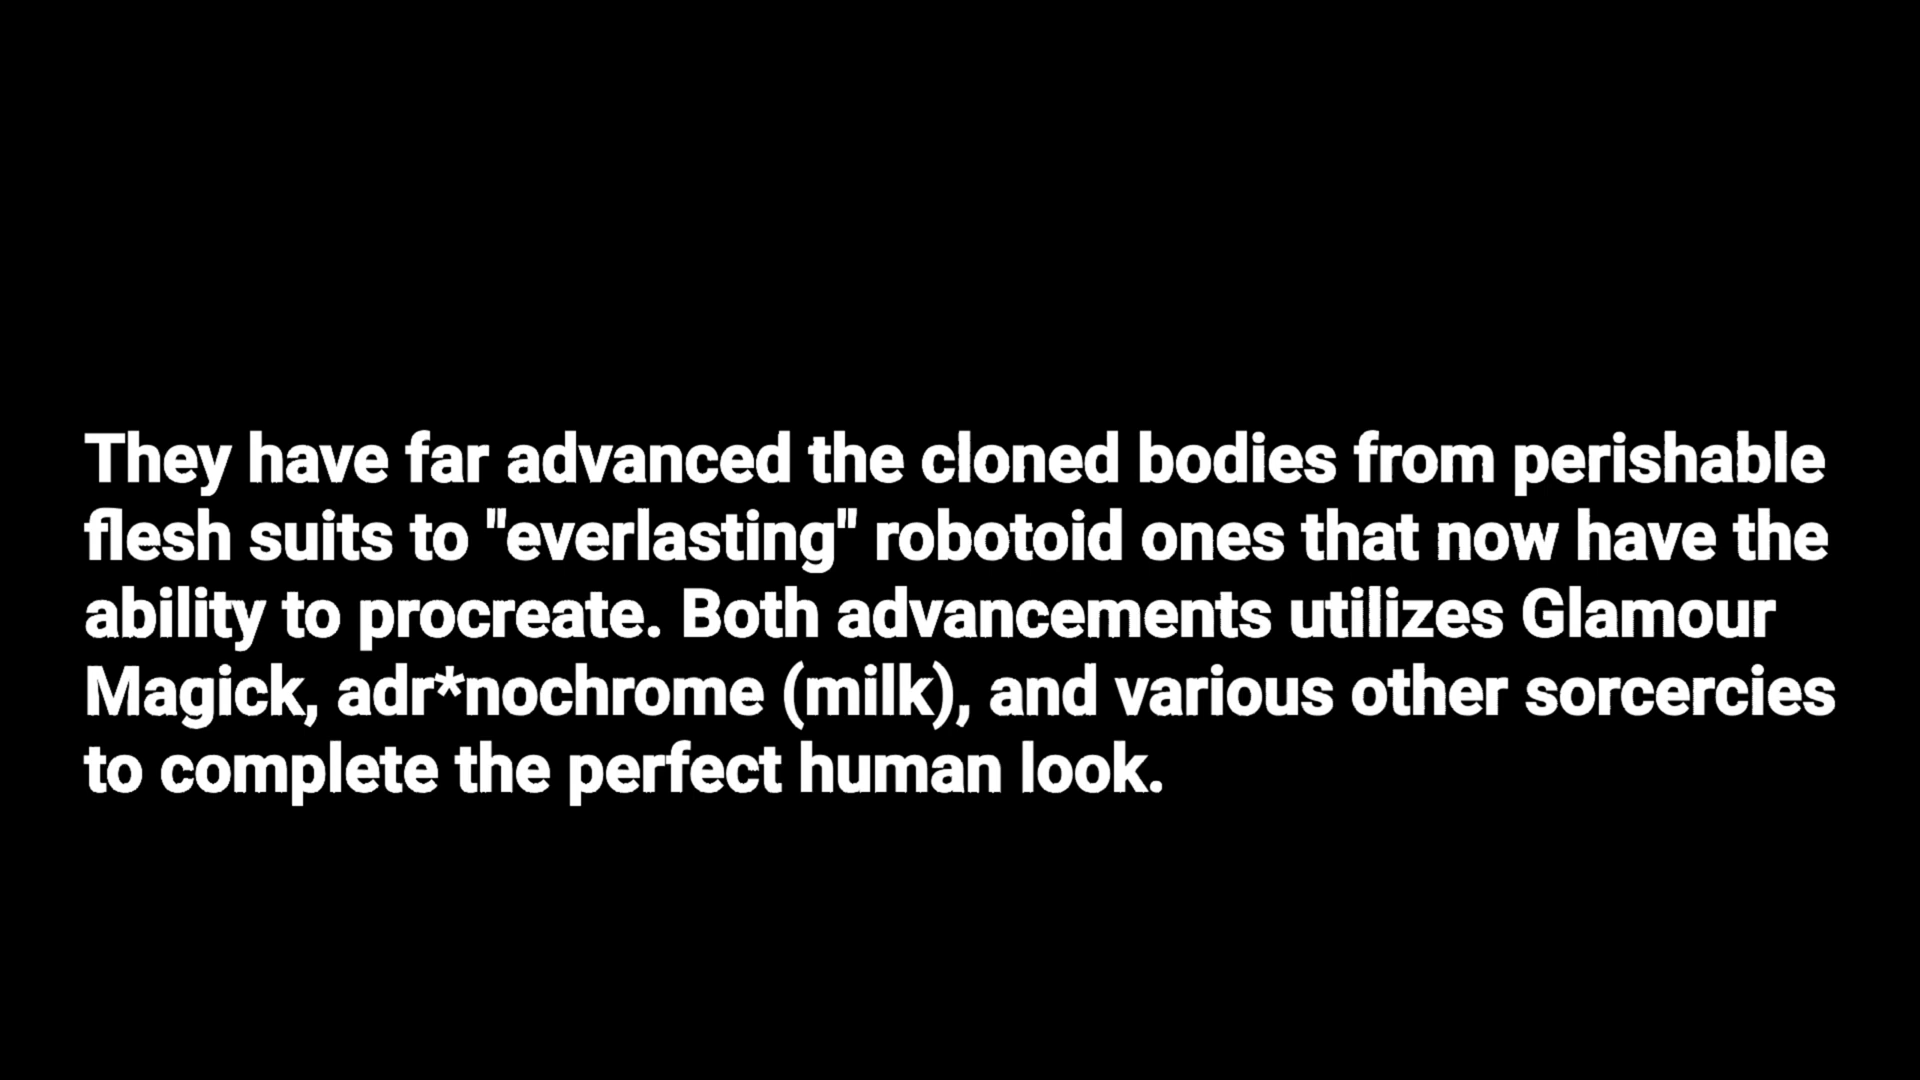 They have far advanced the cloned bodies from perishable
flesh suits to "everlasting" robotoid ones that now have the
ability to procreate. Both advancements utilizes Glamour
Magick, adr*nochrome (milk), and various other sorcercies
to complete the perfect human look.